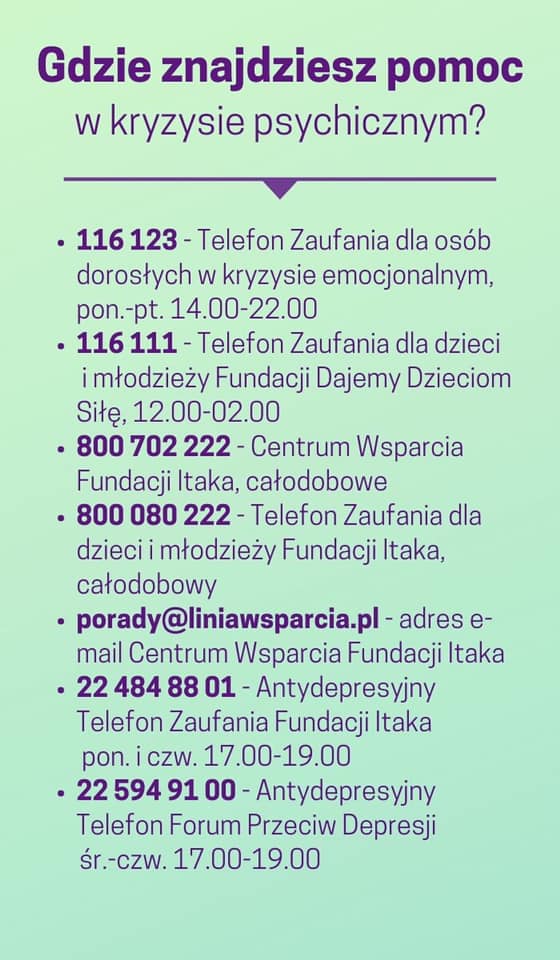 Gdzie znajdziesz pomoc
w kryzysie psychicznym?
• 116 123 - Telefon Zaufania dla osób
dorosłych w kryzysie emocjonalnym,
pon.-pt. 14.00-22.00
• 116 111 - Telefon Zaufania dla dzieci
i młodzieży Fundacji Dajemy Dzieciom
Siłę, 12.00-02.00
• 800 702 222 - Centrum Wsparcia
Fundacji Itaka, całodobowe
• 800 080 222 - Telefon Zaufania dla
dzieci i młodzieży Fundacji Itaka,
całodobowy
• porady@liniawsparcia.pl - adres e-
mail Centrum Wsparcia Fundacji Itaka
• 22 484 88 01 - Antydepresyjny
Telefon Zaufania Fundacji Itaka
pon. i czw. 17.00-19.00
• 22 594 91 00 - Antydepresyjny
Telefon Forum Przeciw Depresji
śr.-czw. 17.00-19.00